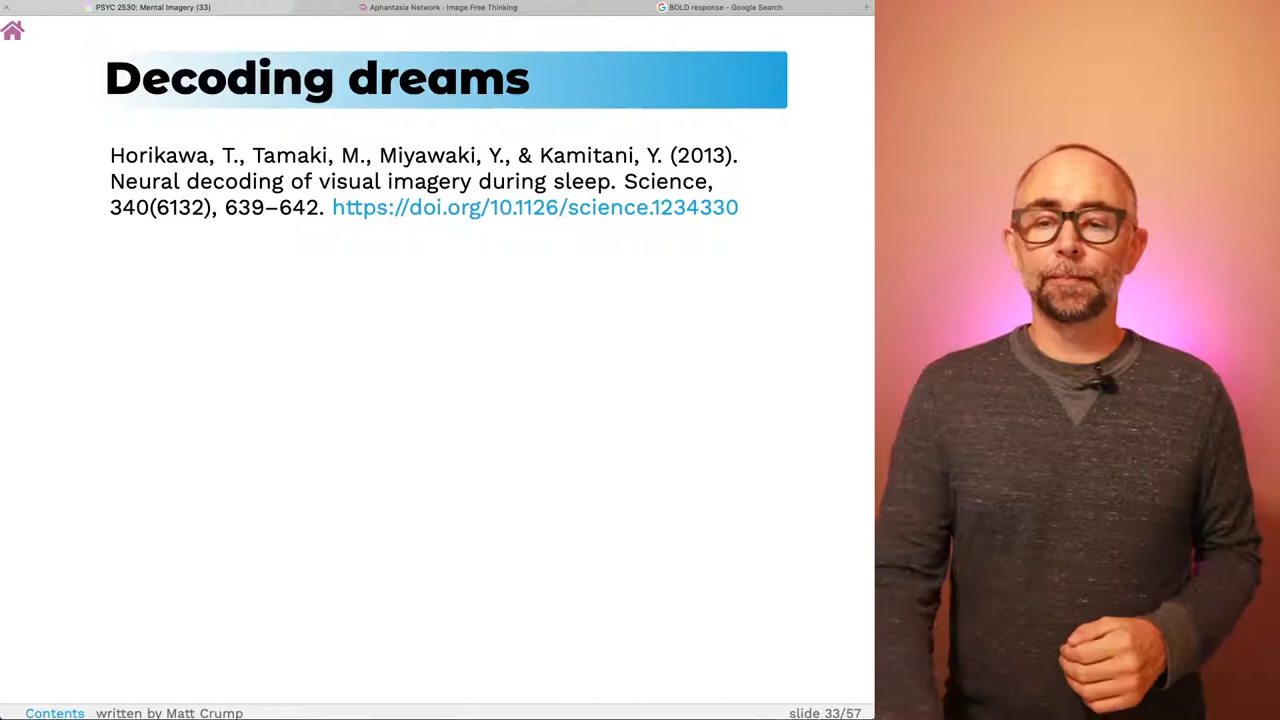 PSYC 2530: Mental Imagery (33)
Aphantasia Network - Image Free Thinking
BOLD response - Google Search
Decoding dreams
Horikawa, T., Tamaki, M., Miyawaki, Y., & Kamitani, Y. (2013).
Neural decoding of visual imagery during sleep. Science,
340(6132), 639–642. https://doi.org/10.1126/science.1234330
Contents written by Matt Crump
slide 33/57